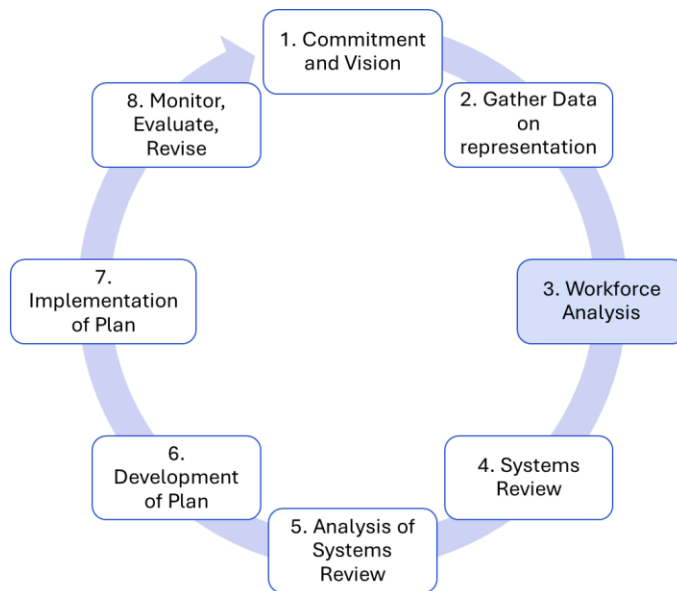 1. Commitment
and Vision
2. Gather Data
on
representation
3. Workforce
Analysis
4. Systems
Review
5. Analysis of
Systems
Review
6.
Development
of Plan
7.
Implementation
of Plan
8. Monitor,
Evaluate,
Revise